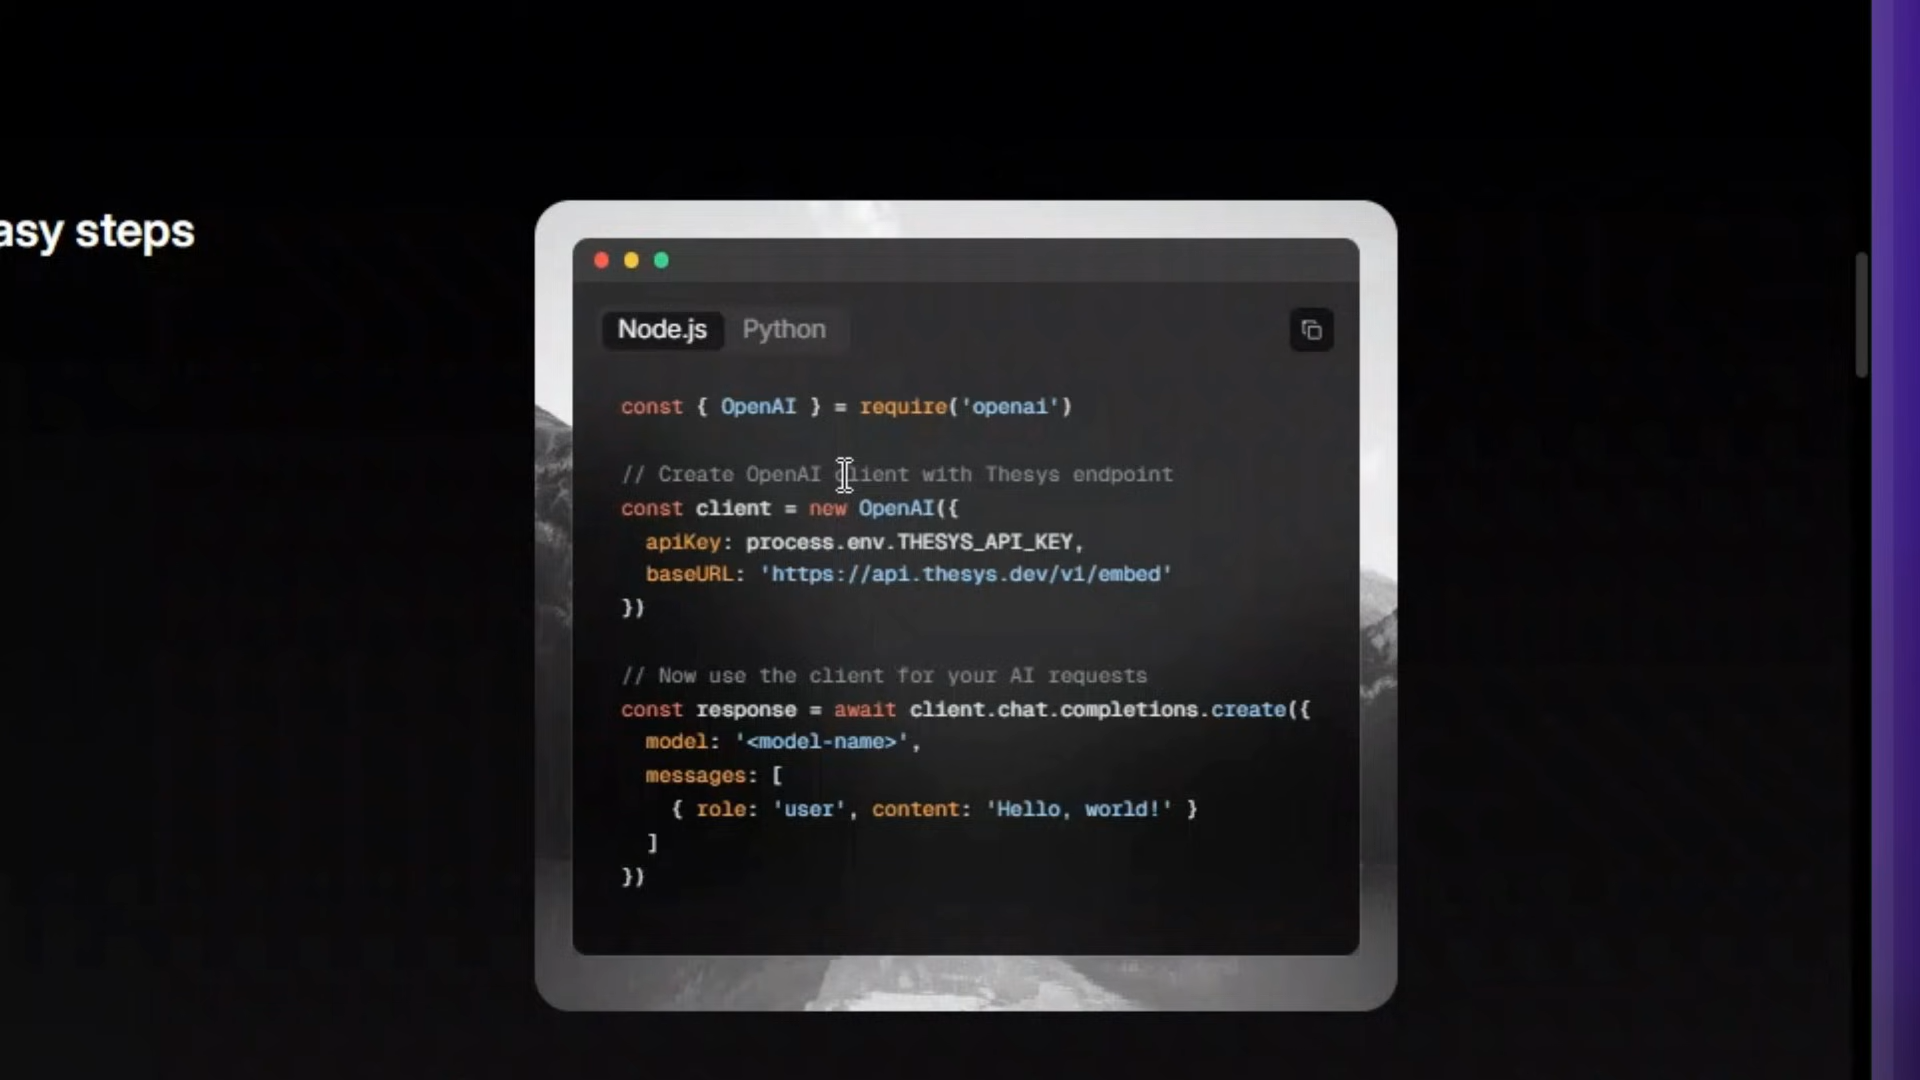 asy steps
Node.js
Python
const { OpenAI } = require('openai')
// Create OpenAI client with Thesys endpoint
const client = new OpenAI({
apiKey: process.env.THESYS_API_KEY,
baseURL: 'https://api.thesys.dev/v1/embed'
})
// Now use the client for your AI requests
const response = await client.chat.completions.create({
model: '<model-name>',
messages: [
{ role: 'user', content: 'Hello, world!' }
]
})